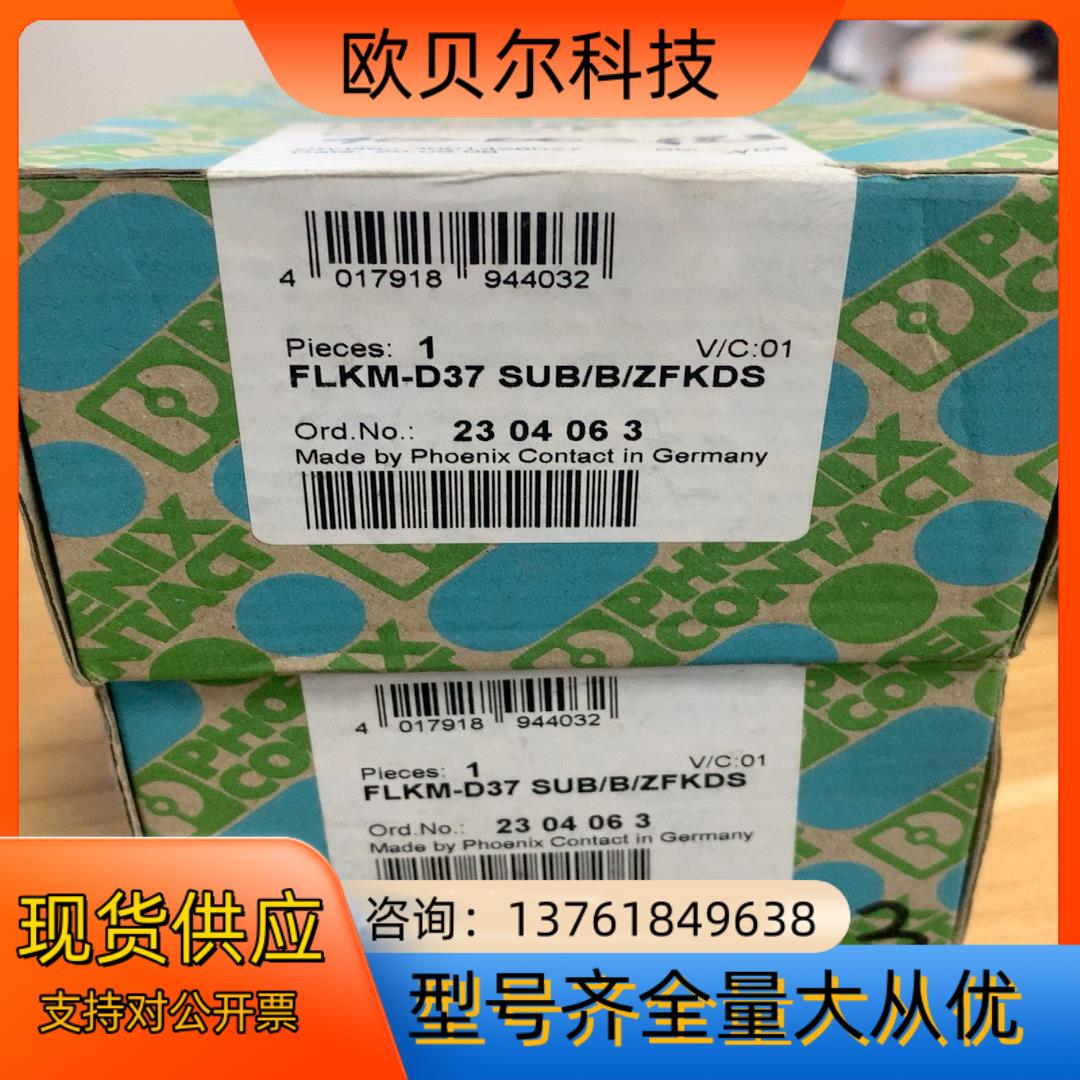 欧贝尔科技
4 017918 944032
Pieces: 1 V/C:01
FLKM-D37 SUB/B/ZFKDS
Ord.No.: 23 04 06 3
Made by Phoenix Contact in Germany
PHOENIX
CONTACT
4 017918 944032
Pieces: 1 V/C:01
FLKM-D37 SUB/B/ZFKDS
Ord.No.: 23 04 06 3
Made by Phoenix Contact in Germany
3
现货供应
支持对公开票
咨询：13761849638
型号齐全量大从优